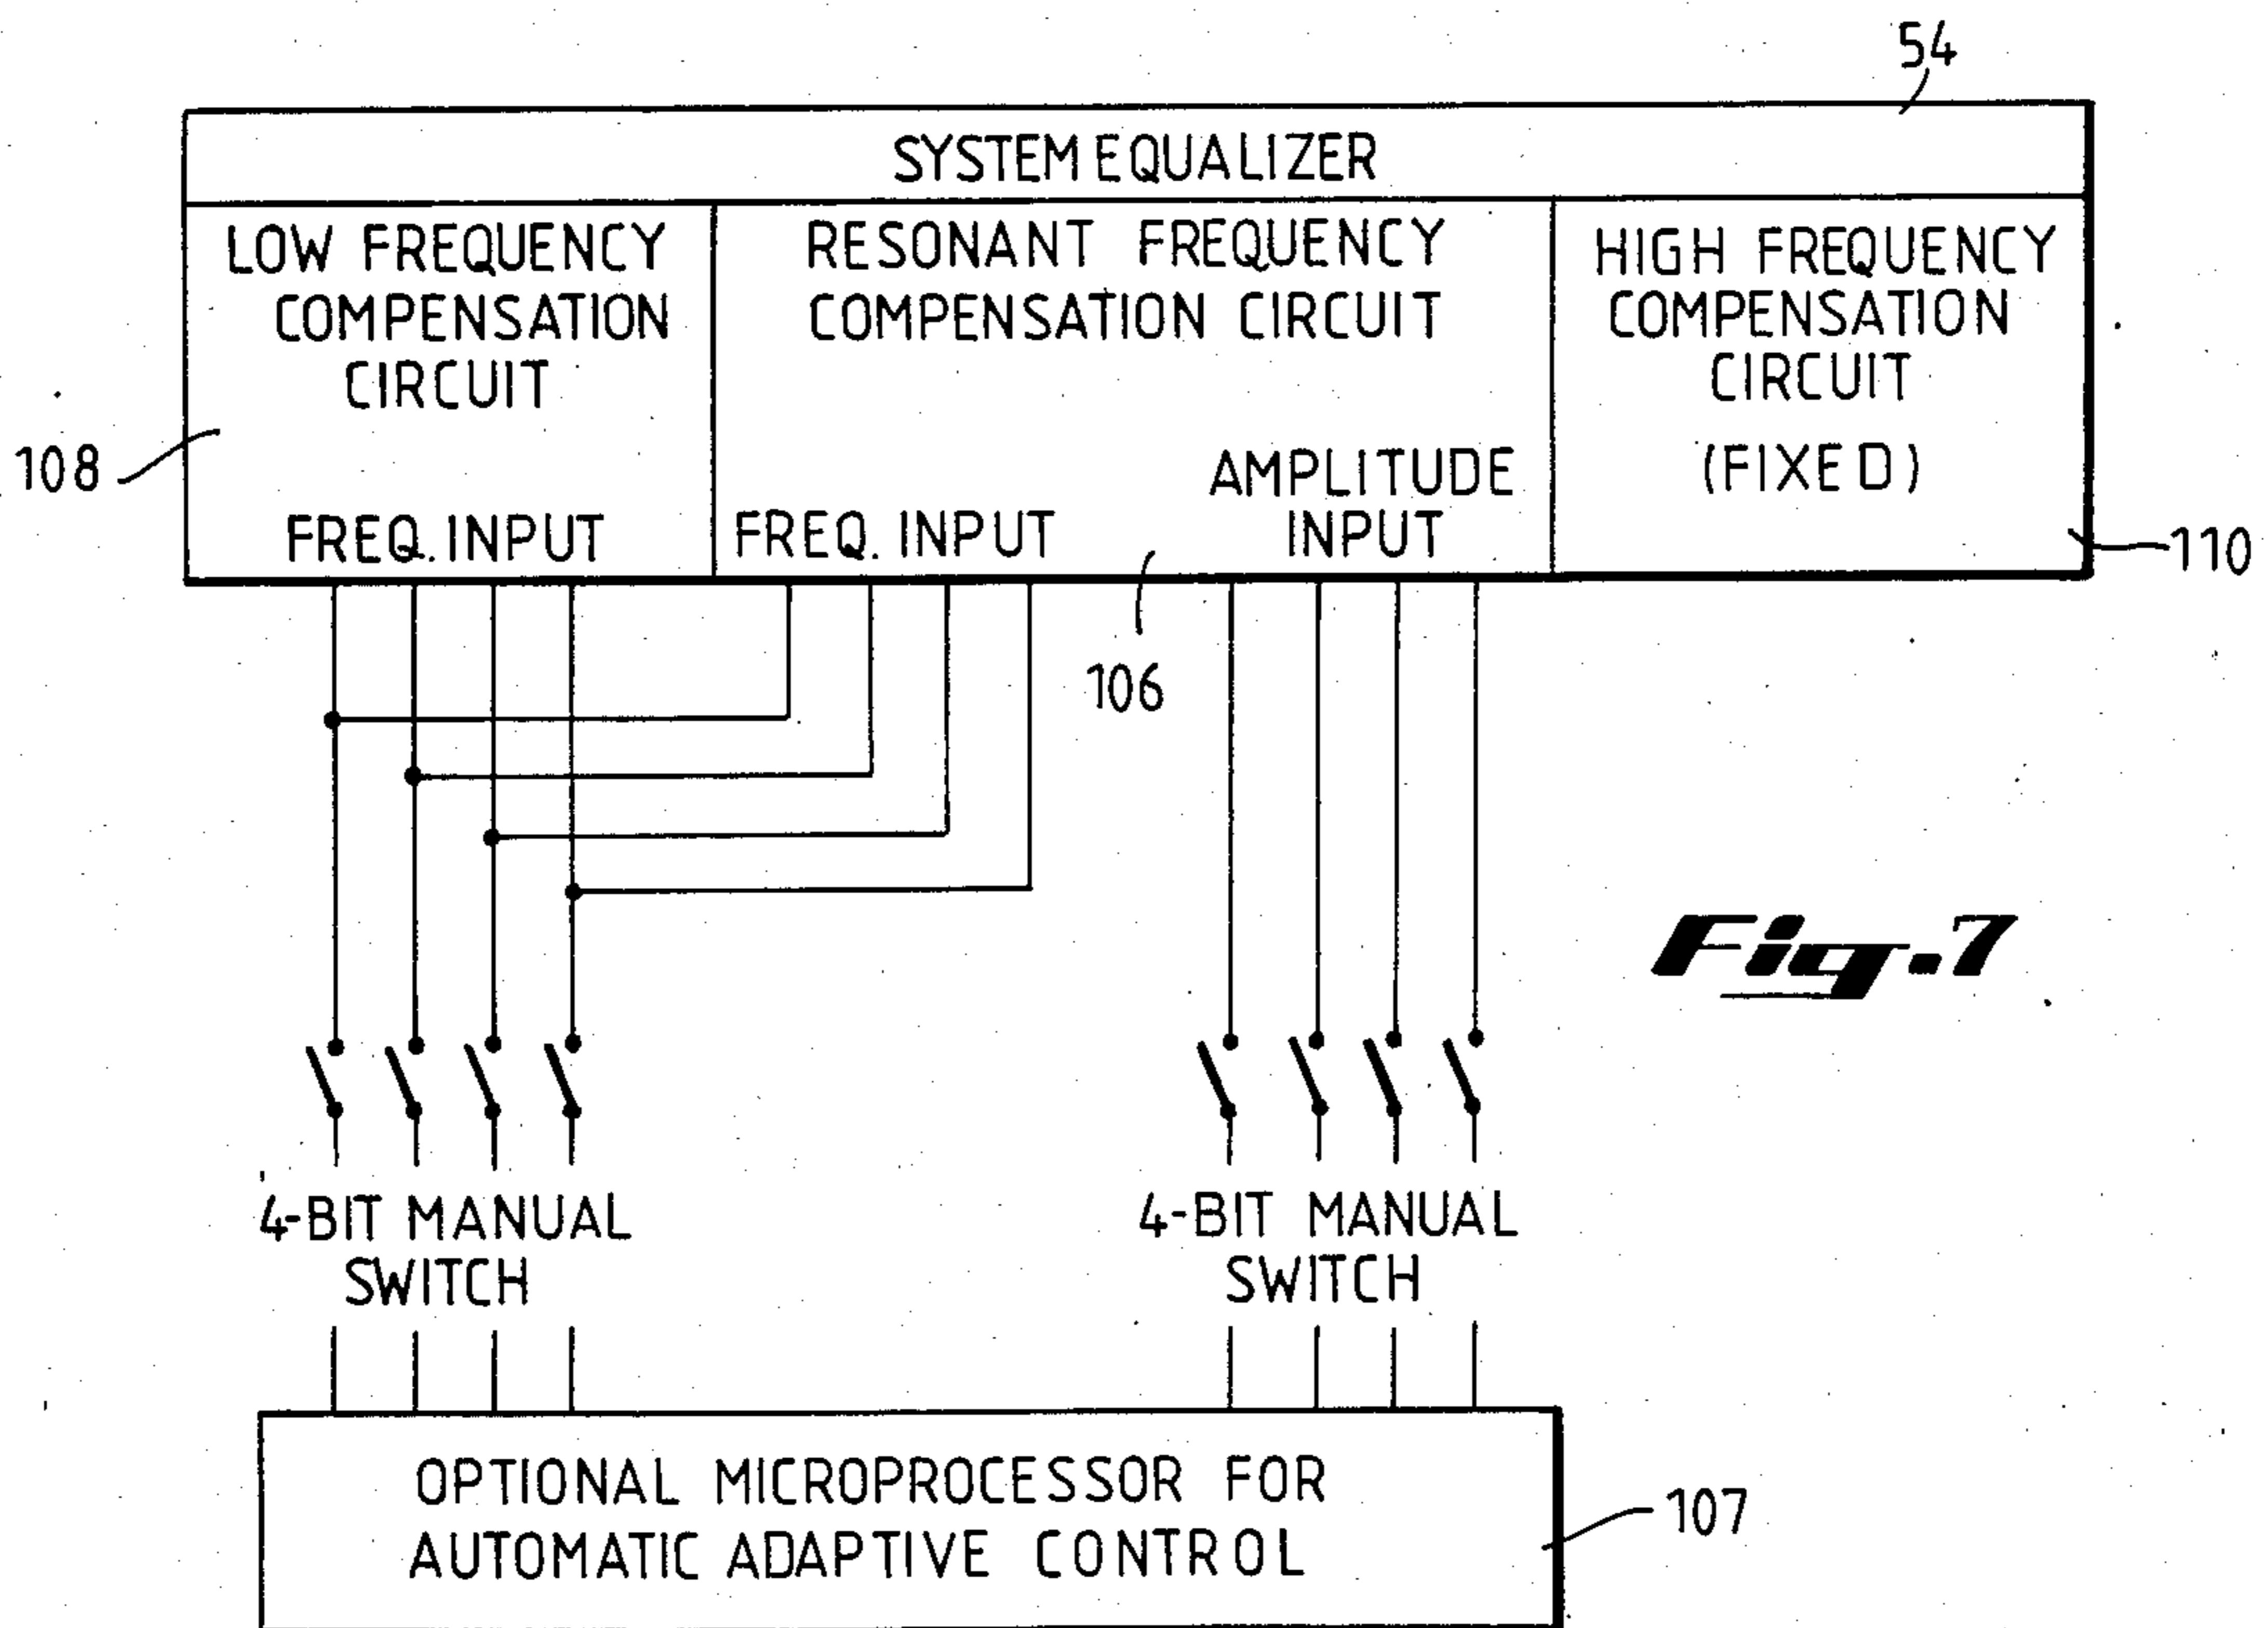 54
SYSTEM EQUALIZER
LOW FREQUENCY
COMPENSATION
CIRCUIT
108
FREQ. INPUT
RESONANT FREQUENCY
COMPENSATION CIRCUIT
FREQ. INPUT
AMPLITUDE
INPUT
106
HIGH FREQUENCY
COMPENSATION
CIRCUIT
(FIXED)
110
Fig. 7
4-BIT MANUAL
SWITCH
4-BIT MANUAL
SWITCH
OPTIONAL MICROPROCESSOR FOR
AUTOMATIC ADAPTIVE CONTROL
107